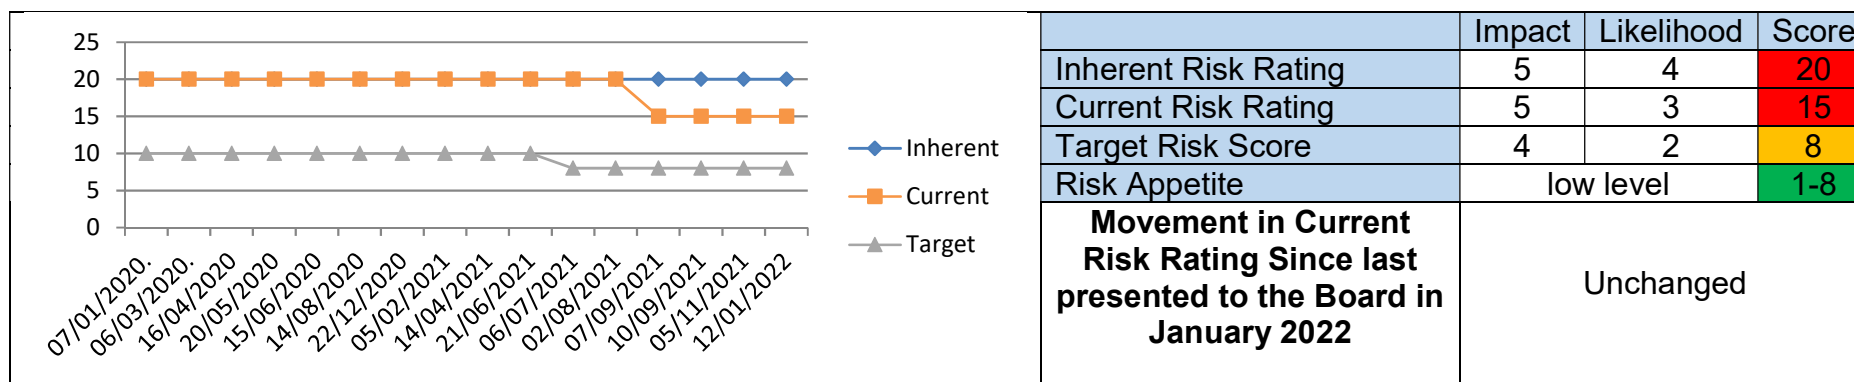 25
20
15
10
5
0
07/01/2020.
06/03/2020.
16/04/2020
20/05/2020
15/06/2020
14/08/2020
22/12/2020
05/02/2021
14/04/2021
21/06/2021
06/07/2021
02/08/2021
07/09/2021
10/09/2021
05/11/2021
12/01/2022
Inherent
Current
Target
Impact Likelihood Score
Inherent Risk Rating 5 4 20
Current Risk Rating 5 3 15
Target Risk Score 4 2 8
Risk Appetite low level 1-8
Movement in Current
Risk Rating Since last
presented to the Board in
January 2022
Unchanged